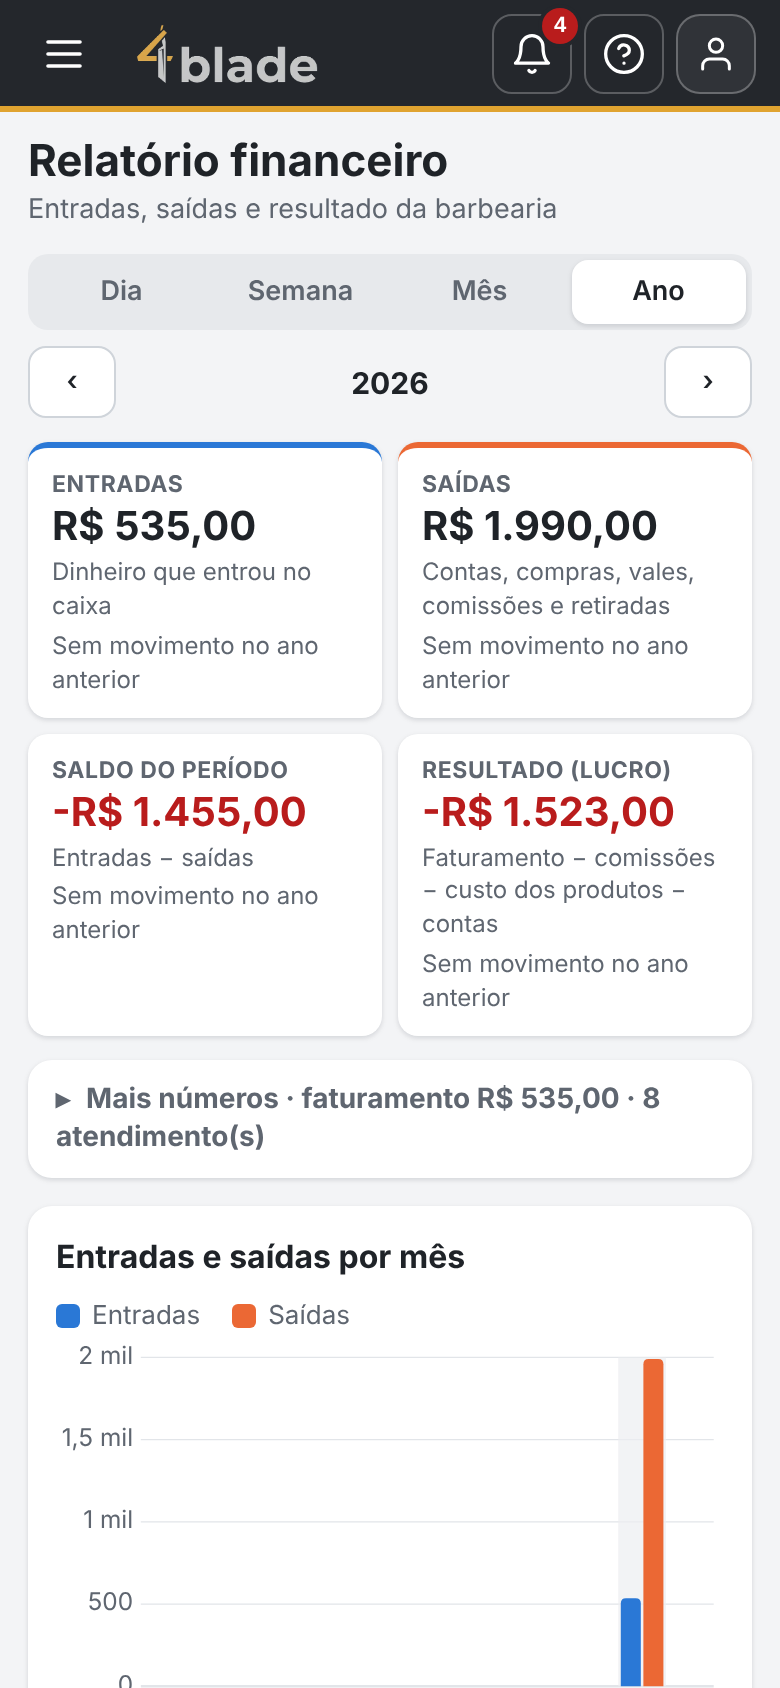 4blade
4
Relatório financeiro
Entradas, saídas e resultado da barbearia
Dia
Semana
Mês
Ano
‹
2026
›
ENTRADAS
R$ 535,00
Dinheiro que entrou no
caixa
Sem movimento no ano
anterior
SAÍDAS
R$ 1.990,00
Contas, compras, vales,
comissões e retiradas
Sem movimento no ano
anterior
SALDO DO PERÍODO
-R$ 1.455,00
Entradas − saídas
Sem movimento no ano
anterior
RESULTADO (LUCRO)
-R$ 1.523,00
Faturamento − comissões
− custo dos produtos −
contas
Sem movimento no ano
anterior
▸ Mais números · faturamento R$ 535,00 · 8
atendimento(s)
Entradas e saídas por mês
Entradas
Saídas
2 mil
1,5 mil
1 mil
500
0